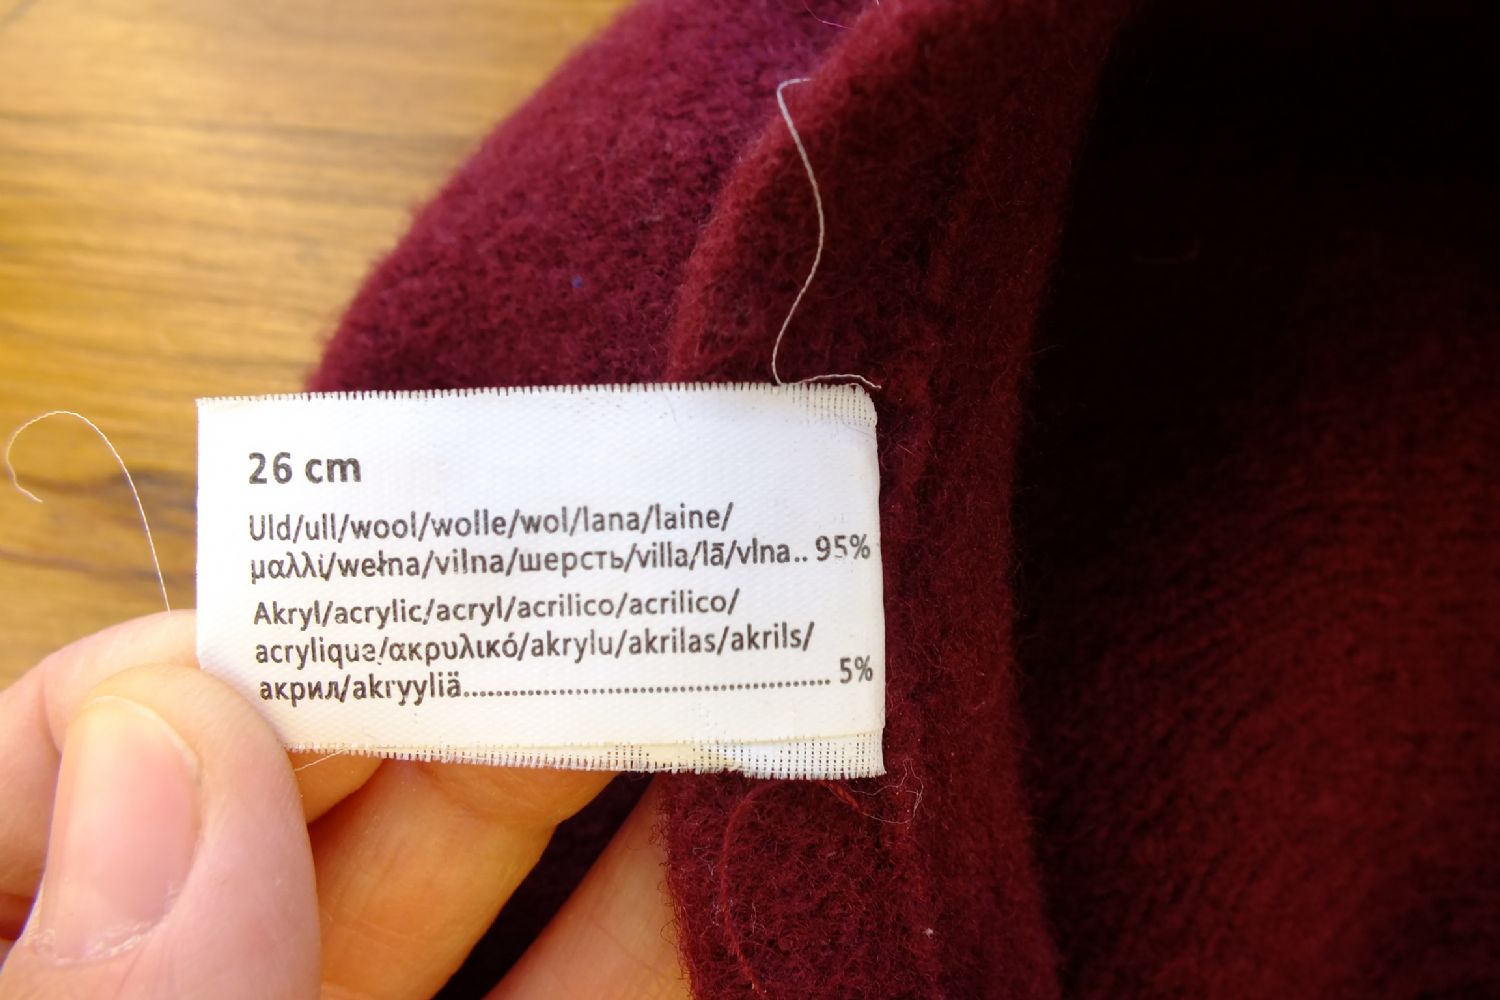 26 cm
Uld/ull/wool/wolle/wol/lana/laine/
μαλλί/wełna/vilna/шерсть/villa/lã/vlna.. 95%
Akryl/acrylic/acryl/acrilico/acrilico/
acrylique/ακρυλικό/akrylu/akrilas/akrils/
акрил/akryyliä............................................. 5%